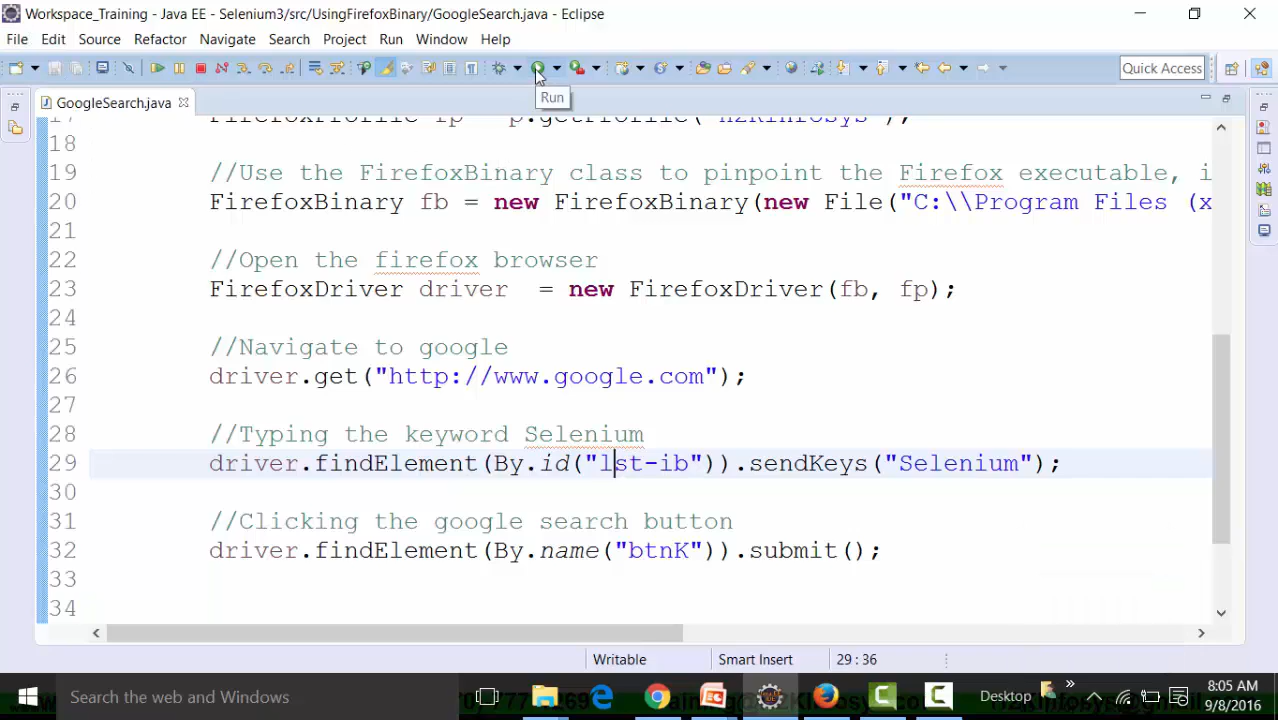 Workspace_Training - Java EE - Selenium3/src/UsingFirefoxBinary/GoogleSearch.java - Eclipse
File Edit Source Refactor Navigate Search Project Run Window Help
Quick Access
Run
GoogleSearch.java
17 FirefoxProfile fp = p.getProfile("H2KInfosys");
18
19 //Use the FirefoxBinary class to pinpoint the Firefox executable, i
20 FirefoxBinary fb = new FirefoxBinary(new File("C:\\Program Files (x
21
22 //Open the firefox browser
23 FirefoxDriver driver = new FirefoxDriver(fb, fp);
24
25 //Navigate to google
26 driver.get("http://www.google.com");
27
28 //Typing the keyword Selenium
29 driver.findElement(By.id("lst-ib")).sendKeys("Selenium");
30
31 //Clicking the google search button
32 driver.findElement(By.name("btnK")).submit();
33
34
Writable Smart Insert 29 : 36
Search the web and Windows
Desktop
8:05 AM
9/8/2016